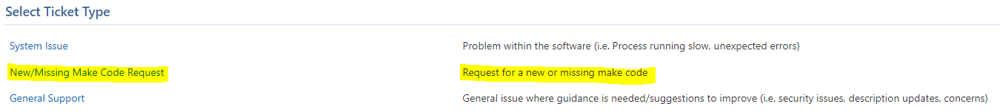 Select Ticket Type
System Issue Problem within the software (i.e. Process running slow, unexpected errors)
New/Missing Make Code Request Request for a new or missing make code
General Support General issue where guidance is needed/suggestions to improve (i.e. security issues, description updates, concerns)